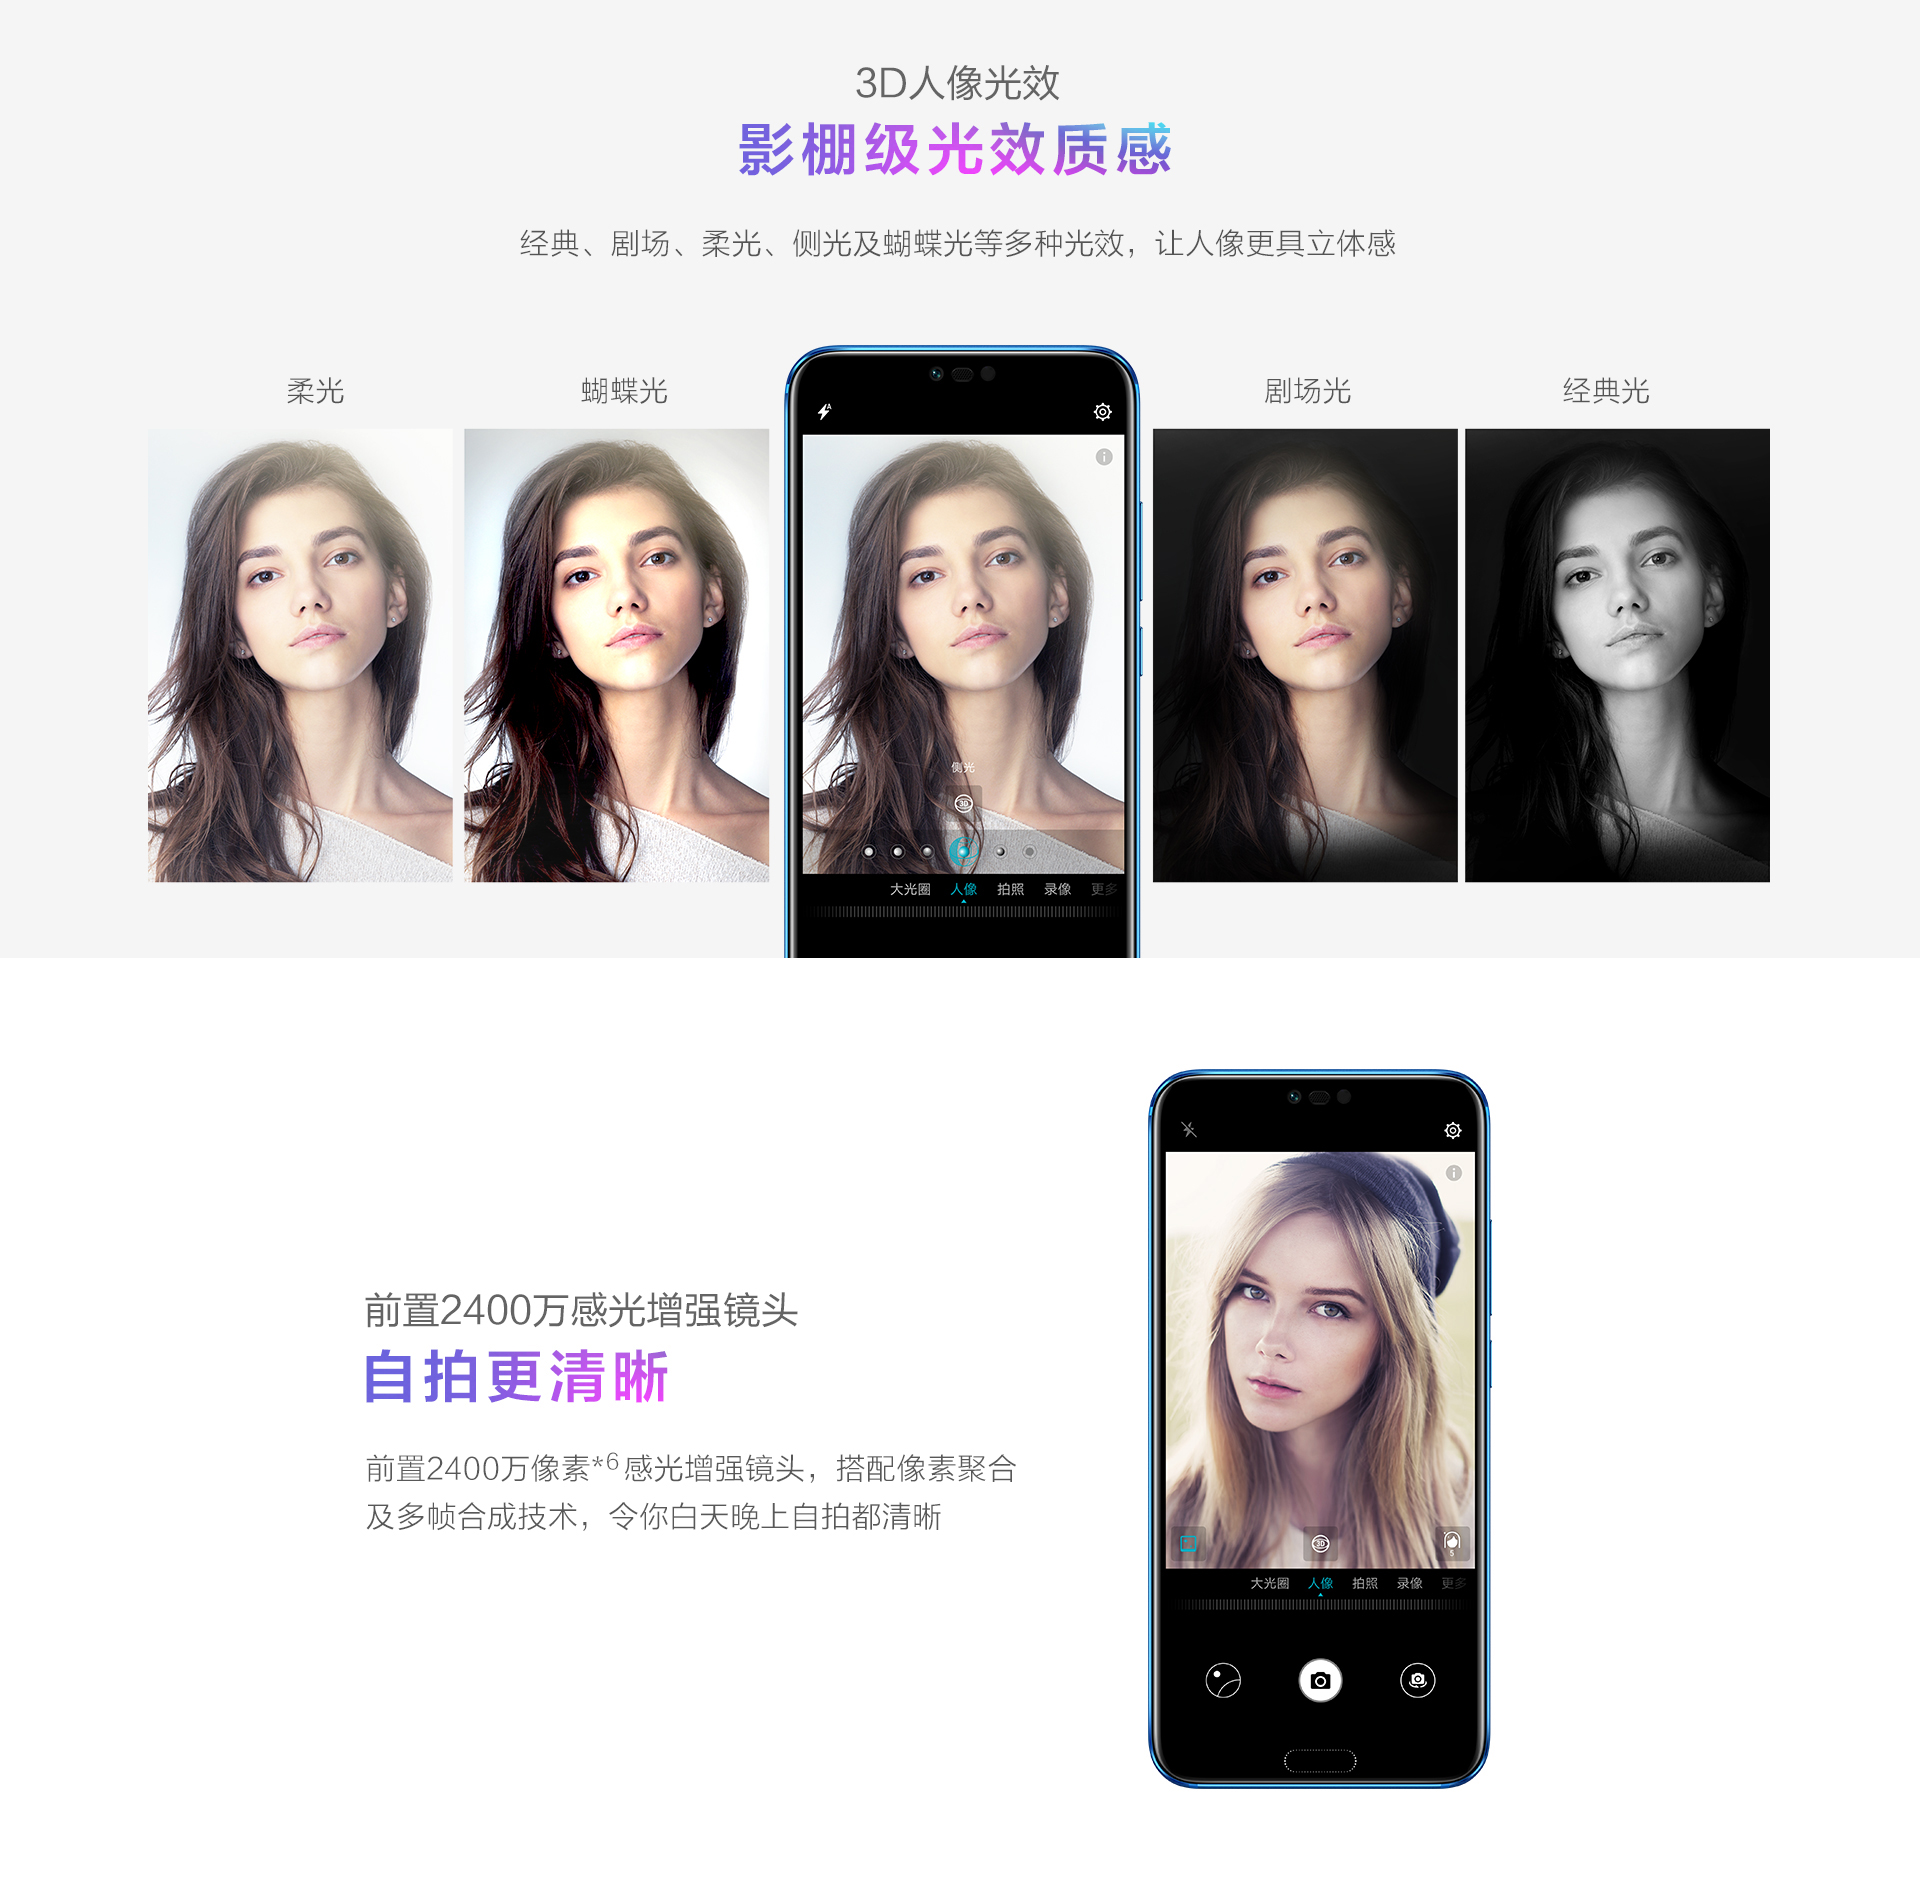 3D人像光效
影棚级光效质感
经典、剧场、柔光、侧光及蝴蝶光等多种光效，让人像更具立体感
柔光
蝴蝶光
剧场光
经典光
A
侧光
3D
大光圈 人像 拍照 录像 更多
前置2400万感光增强镜头
自拍更清晰
前置2400万像素*6感光增强镜头，搭配像素聚合
及多帧合成技术，令你白天晚上自拍都清晰
3D
5
大光圈 人像 拍照 录像 更多